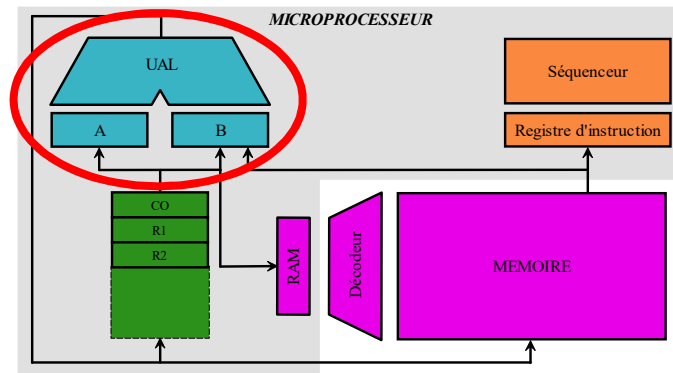 MICROPROCESSEUR
UAL
Séquenceur
A
B
Registre d'instruction
CO
R1
R2
RAM
Décodeur
MEMOIRE